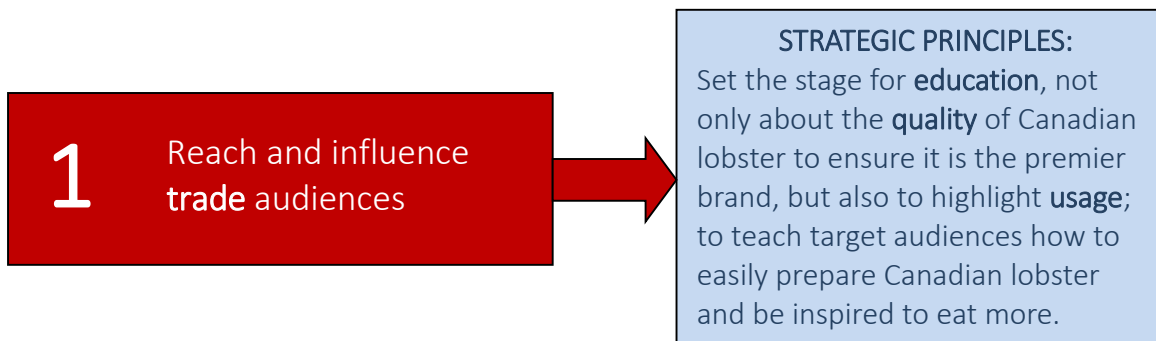 1
Reach and influence
trade audiences
STRATEGIC PRINCIPLES:
Set the stage for education, not
only about the quality of Canadian
lobster to ensure it is the premier
brand, but also to highlight usage;
to teach target audiences how to
easily prepare Canadian lobster
and be inspired to eat more.